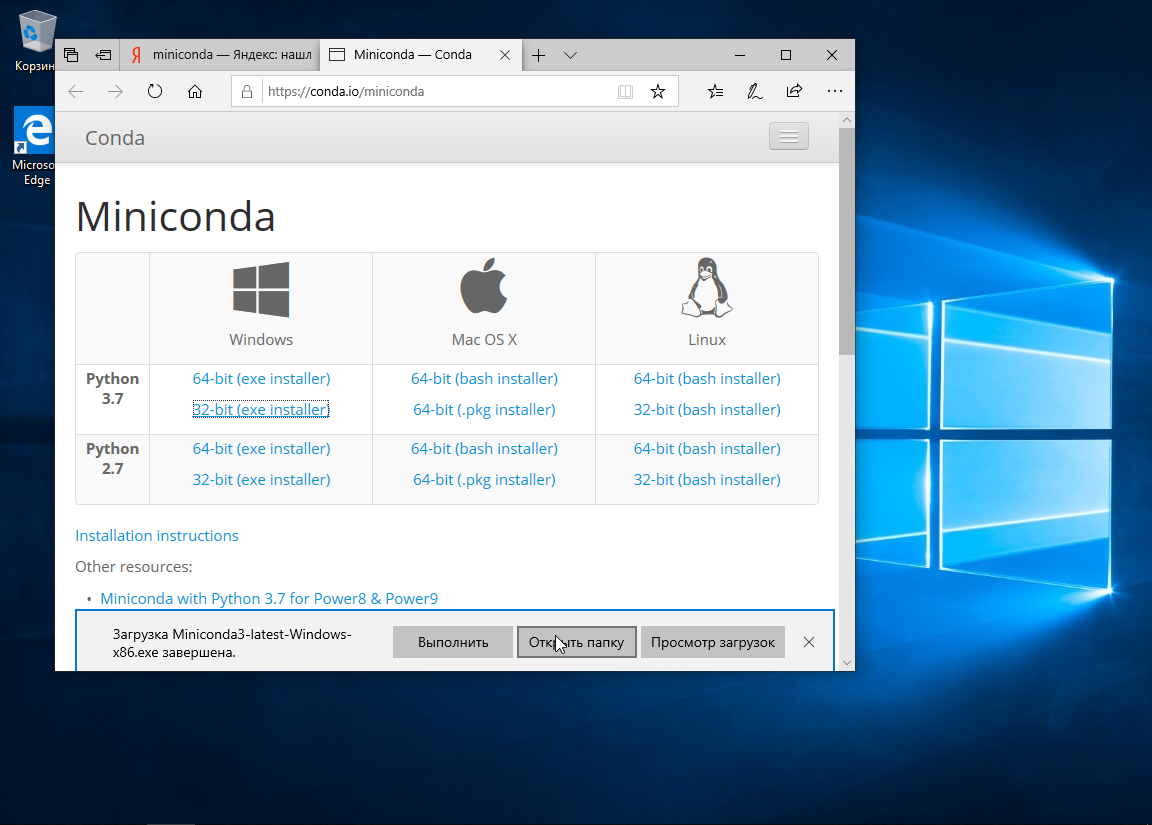 Корзин
Microso
Edge
Я miniconda — Яндекс: нашл
Miniconda — Conda
https://conda.io/miniconda
Conda
Miniconda
Windows Mac OS X Linux
Python 3.7
64-bit (exe installer) 64-bit (bash installer) 64-bit (bash installer)
32-bit (exe installer) 64-bit (.pkg installer) 32-bit (bash installer)
Python 2.7
64-bit (exe installer) 64-bit (bash installer) 64-bit (bash installer)
32-bit (exe installer) 64-bit (.pkg installer) 32-bit (bash installer)
Installation instructions
Other resources:
• Miniconda with Python 3.7 for Power8 & Power9
Загрузка Miniconda3-latest-Windows-
x86.exe завершена.
Выполнить
Открыть папку
Просмотр загрузок